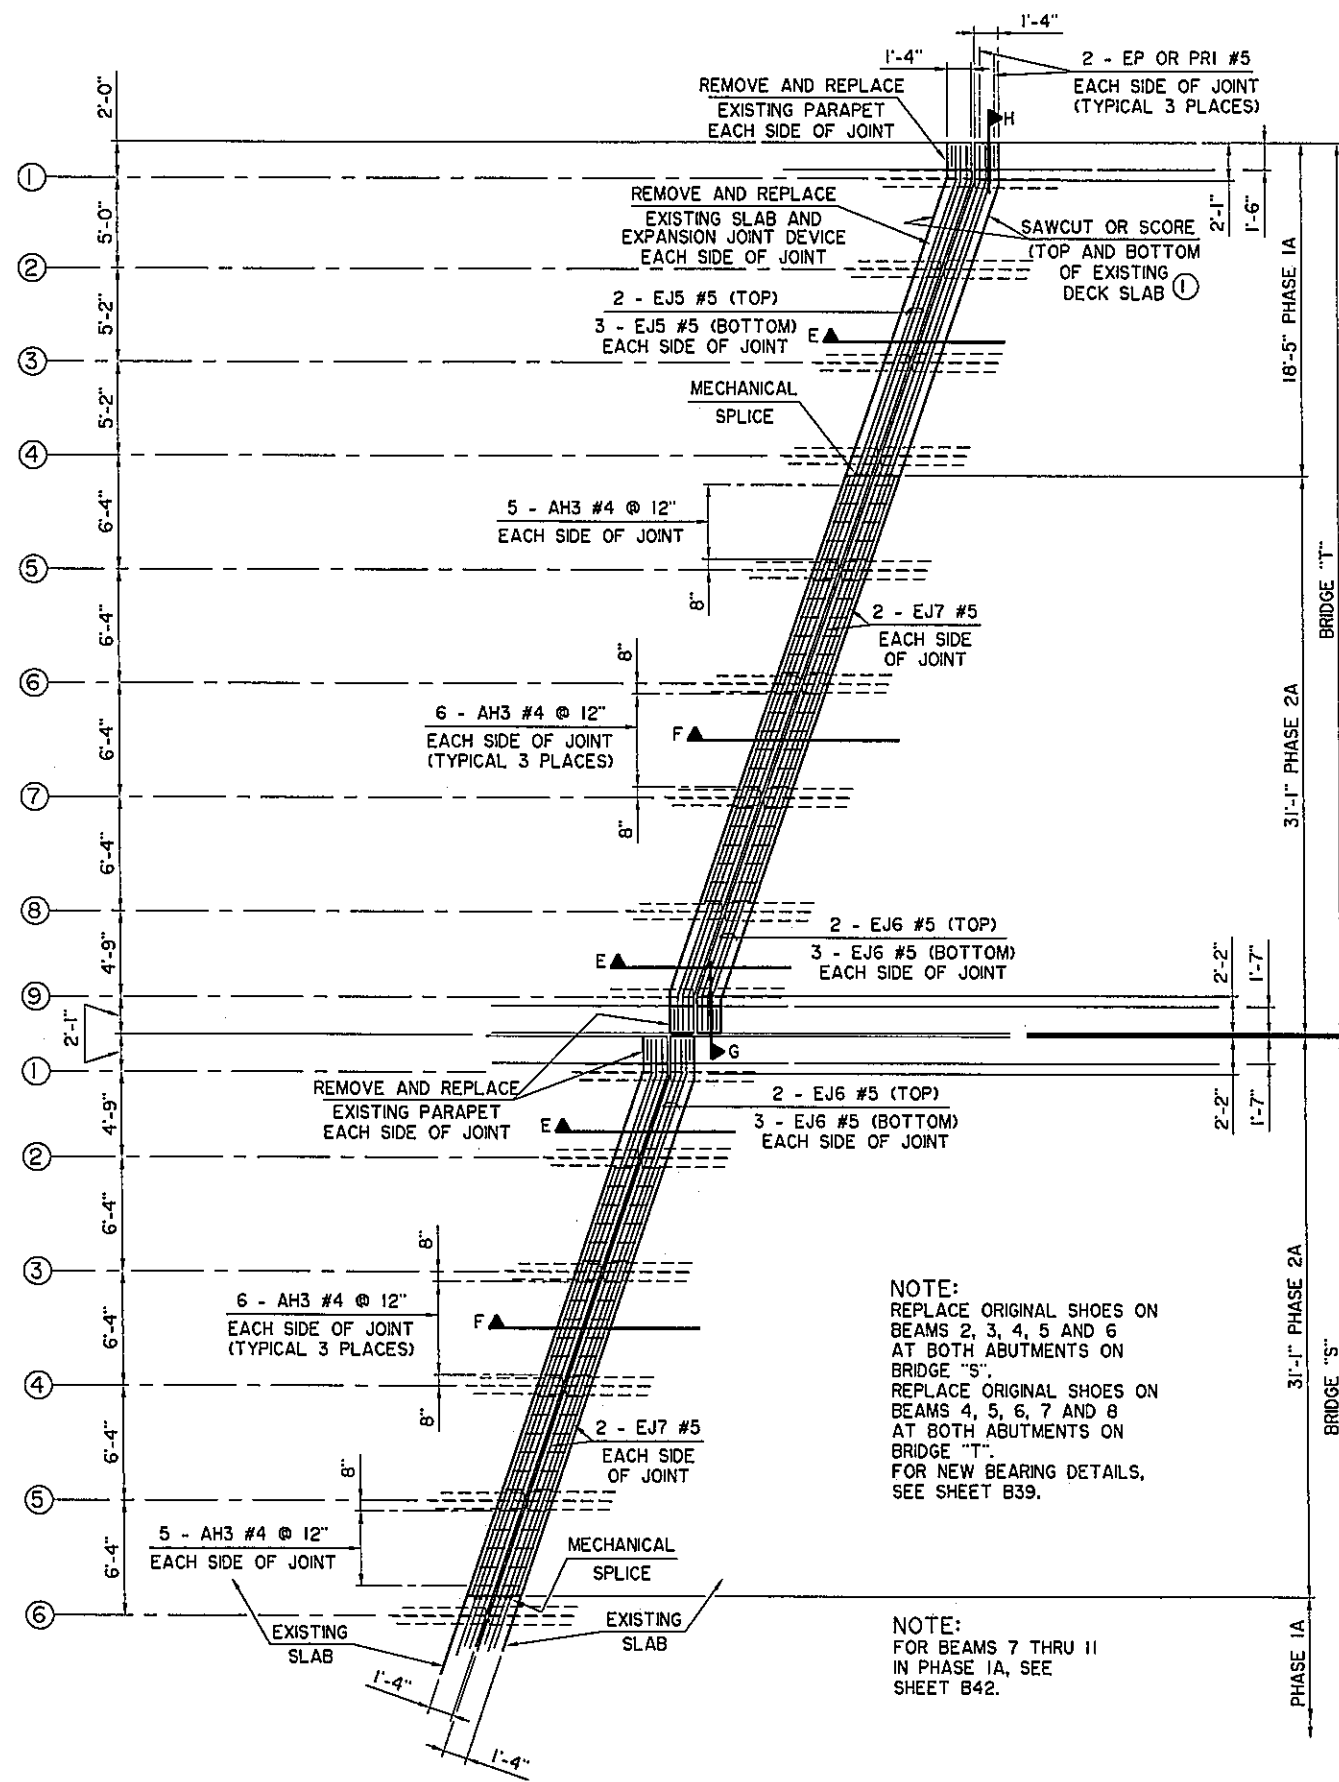 1'-4"
1'-4"
2 - EP OR PRI #5
EACH SIDE OF JOINT
(TYPICAL 3 PLACES)
REMOVE AND REPLACE
EXISTING PARAPET
EACH SIDE OF JOINT
2'-0"
H
1
REMOVE AND REPLACE
EXISTING SLAB AND
EXPANSION JOINT DEVICE
EACH SIDE OF JOINT
SAWCUT OR SCORE
(TOP AND BOTTOM
OF EXISTING
DECK SLAB 1
2'-1"
1'-6"
5'-0"
2
2 - EJ5 #5 (TOP)
3 - EJ5 #5 (BOTTOM)
EACH SIDE OF JOINT
E
5'-2"
18'-5" PHASE 1A
3
MECHANICAL
SPLICE
5'-2"
4
5 - AH3 #4 @ 12"
EACH SIDE OF JOINT
6'-4"
5
8"
2 - EJ7 #5
EACH SIDE
OF JOINT
BRIDGE "T"
6'-4"
8"
6
6 - AH3 #4 @ 12"
EACH SIDE OF JOINT
(TYPICAL 3 PLACES)
F
6'-4"
31'-1" PHASE 2A
7
8"
6'-4"
8
2 - EJ6 #5 (TOP)
3 - EJ6 #5 (BOTTOM)
EACH SIDE OF JOINT
E
4'-9"
2'-2"
1'-7"
9
2'-1"
G
1
REMOVE AND REPLACE
EXISTING PARAPET
EACH SIDE OF JOINT
2 - EJ6 #5 (TOP)
3 - EJ6 #5 (BOTTOM)
EACH SIDE OF JOINT
E
2'-2"
1'-7"
4'-9"
2
6'-4"
8"
3
6 - AH3 #4 @ 12"
EACH SIDE OF JOINT
(TYPICAL 3 PLACES)
F
6'-4"
NOTE:
REPLACE ORIGINAL SHOES ON
BEAMS 2, 3, 4, 5 AND 6
AT BOTH ABUTMENTS ON
BRIDGE "S".
REPLACE ORIGINAL SHOES ON
BEAMS 4, 5, 6, 7 AND 8
AT BOTH ABUTMENTS ON
BRIDGE "T".
FOR NEW BEARING DETAILS,
SEE SHEET B39.
31'-1" PHASE 2A
BRIDGE "S"
4
8"
2 - EJ7 #5
EACH SIDE
OF JOINT
6'-4"
8"
5
5 - AH3 #4 @ 12"
EACH SIDE OF JOINT
6'-4"
MECHANICAL
SPLICE
6
EXISTING
SLAB
EXISTING
SLAB
NOTE:
FOR BEAMS 7 THRU 11
IN PHASE 1A, SEE
SHEET B42.
PHASE 1A
1'-4"
1'-4"